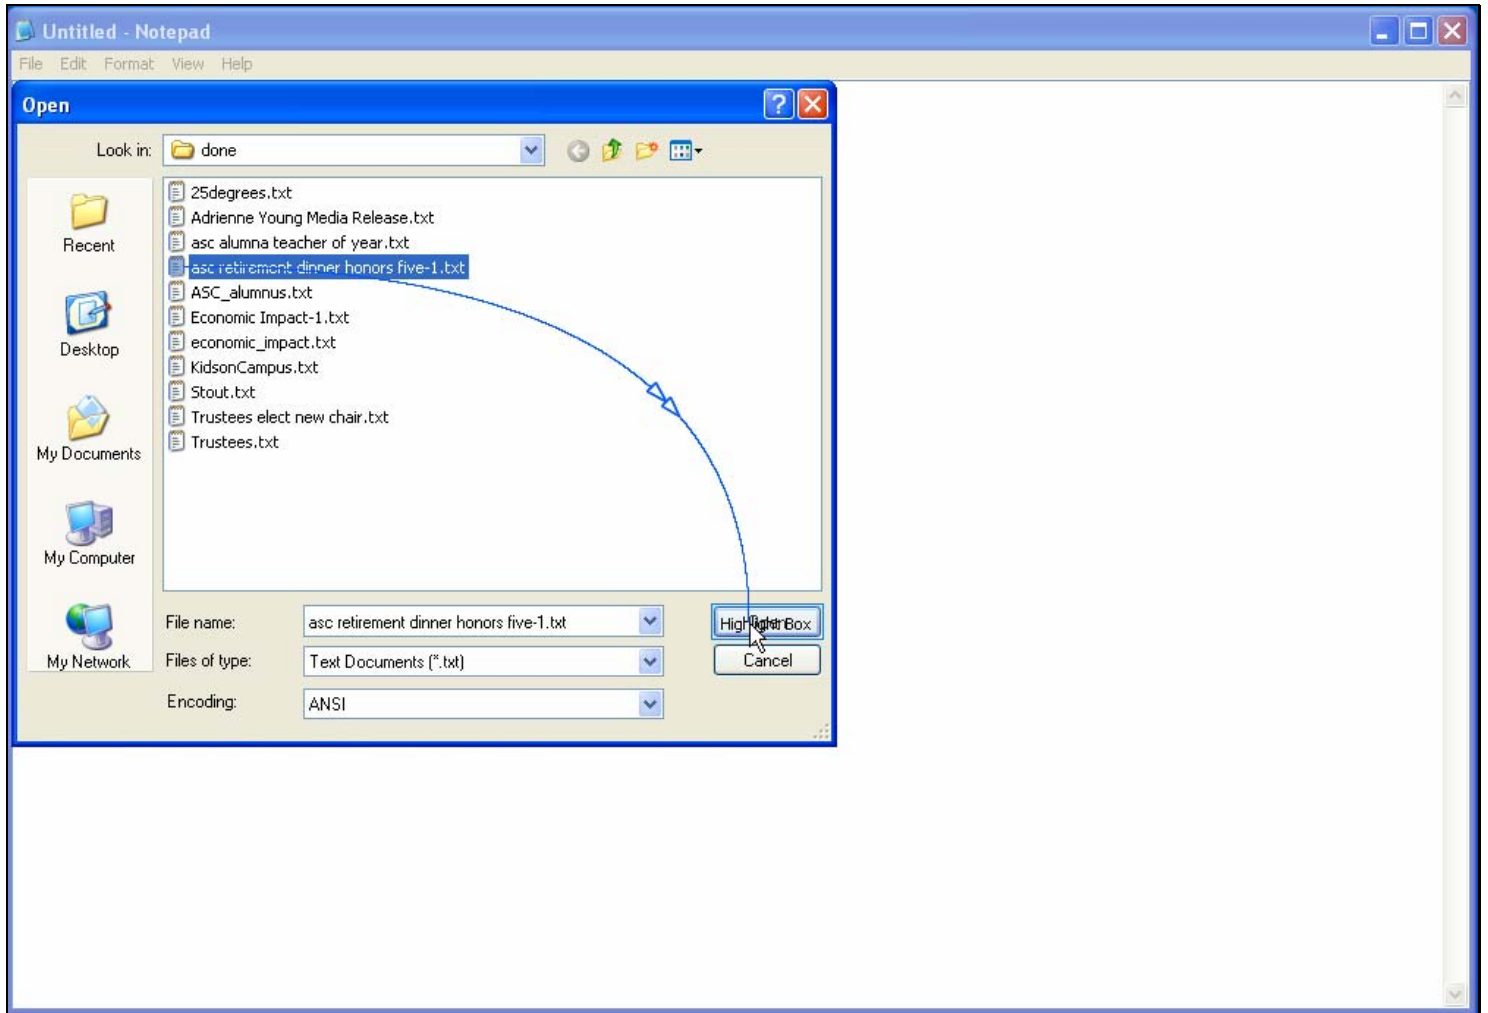 Untitled - Notepad
File Edit Format View Help
Open
Look in: done
25degrees.txt
Adrienne Young Media Release.txt
asc alumna teacher of year.txt
asc retirement dinner honors five-1.txt
ASC_alumnus.txt
Economic Impact-1.txt
economic_impact.txt
KidsonCampus.txt
Stout.txt
Trustees elect new chair.txt
Trustees.txt
Recent
Desktop
My Documents
My Computer
My Network
File name: asc retirement dinner honors five-1.txt Highlight Box
Files of type: Text Documents (*.txt) Cancel
Encoding: ANSI